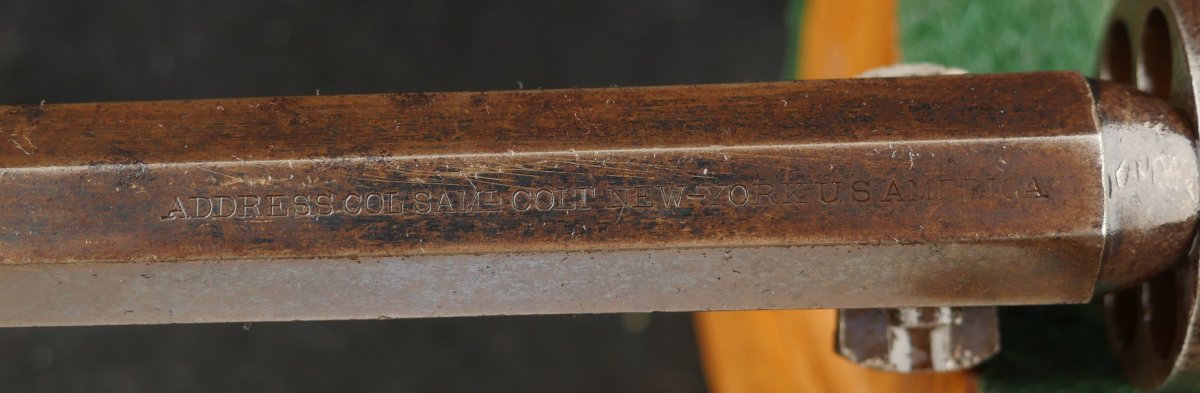 ADDRESS COL SAML COLT NEW-YORK U S AMERICA